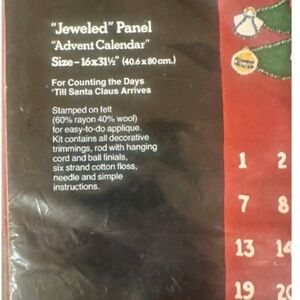 "Jeweled" Panel
"Advent Calendar"
Size – 16x31½" (40.6 x 80 cm.)
For Counting the Days
'Till Santa Claus Arrives
Stamped on felt
(60% rayon 40% wool)
for easy-to-do applique.
Kit contains all decorative
trimmings, rod with hanging
cord and ball finials,
six strand cotton floss,
needle and simple
instructions.
1 2
7 8
13 14
19 20